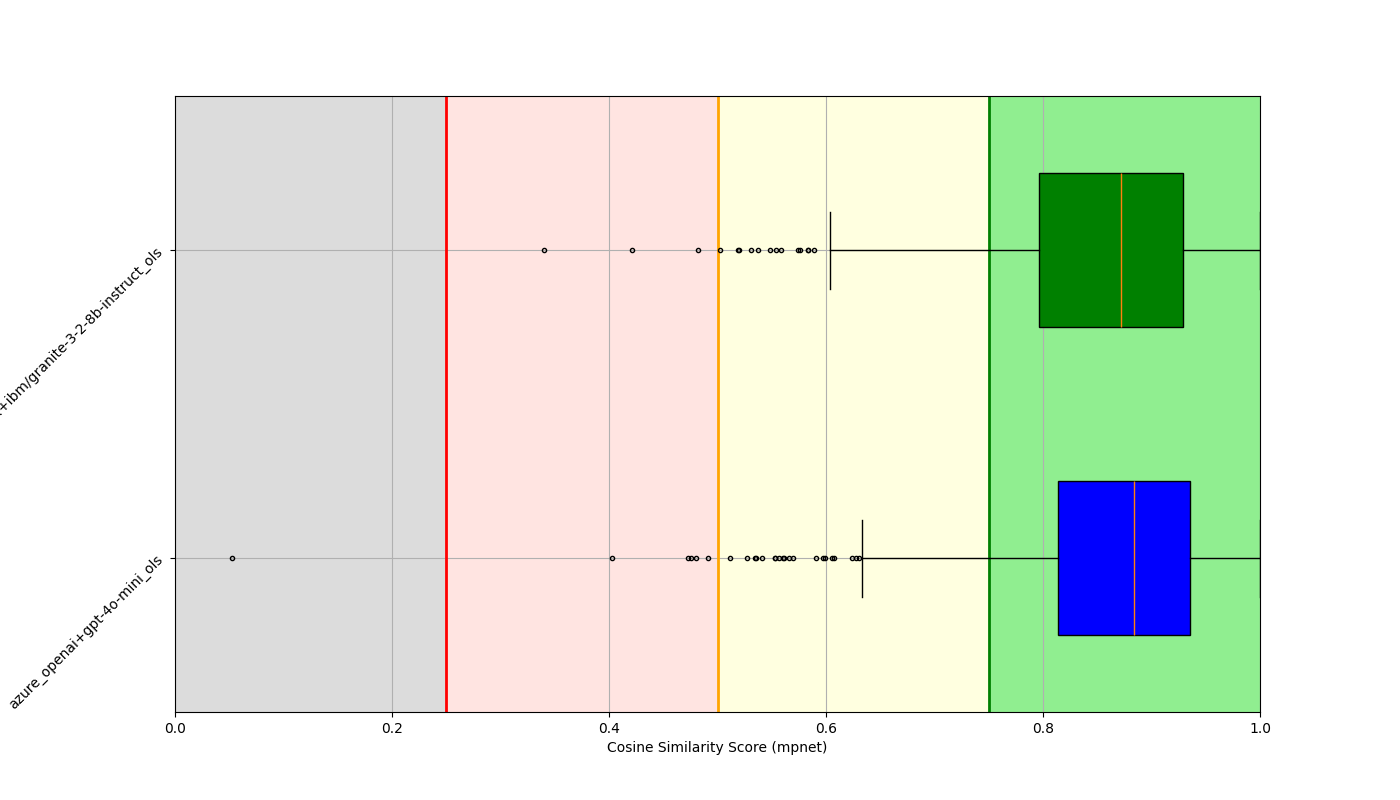 +ibm/granite-3-2-8b-instruct_ols
azure_openai+gpt-4o-mini_ols
0.0 0.2 0.4 0.6 0.8 1.0
Cosine Similarity Score (mpnet)